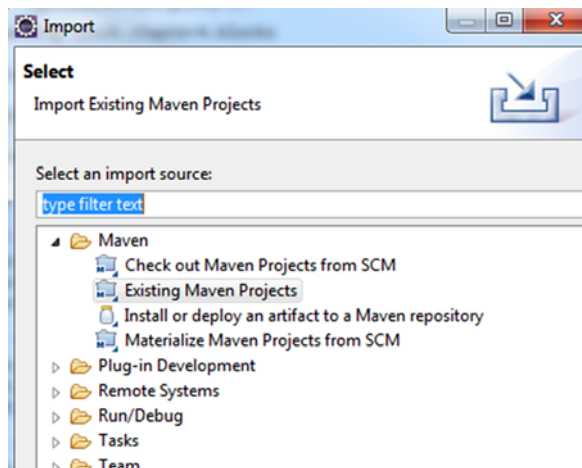 Import
Select
Import Existing Maven Projects
Select an import source:
type filter text
Maven
Check out Maven Projects from SCM
Existing Maven Projects
Install or deploy an artifact to a Maven repository
Materialize Maven Projects from SCM
Plug-in Development
Remote Systems
Run/Debug
Tasks
Team